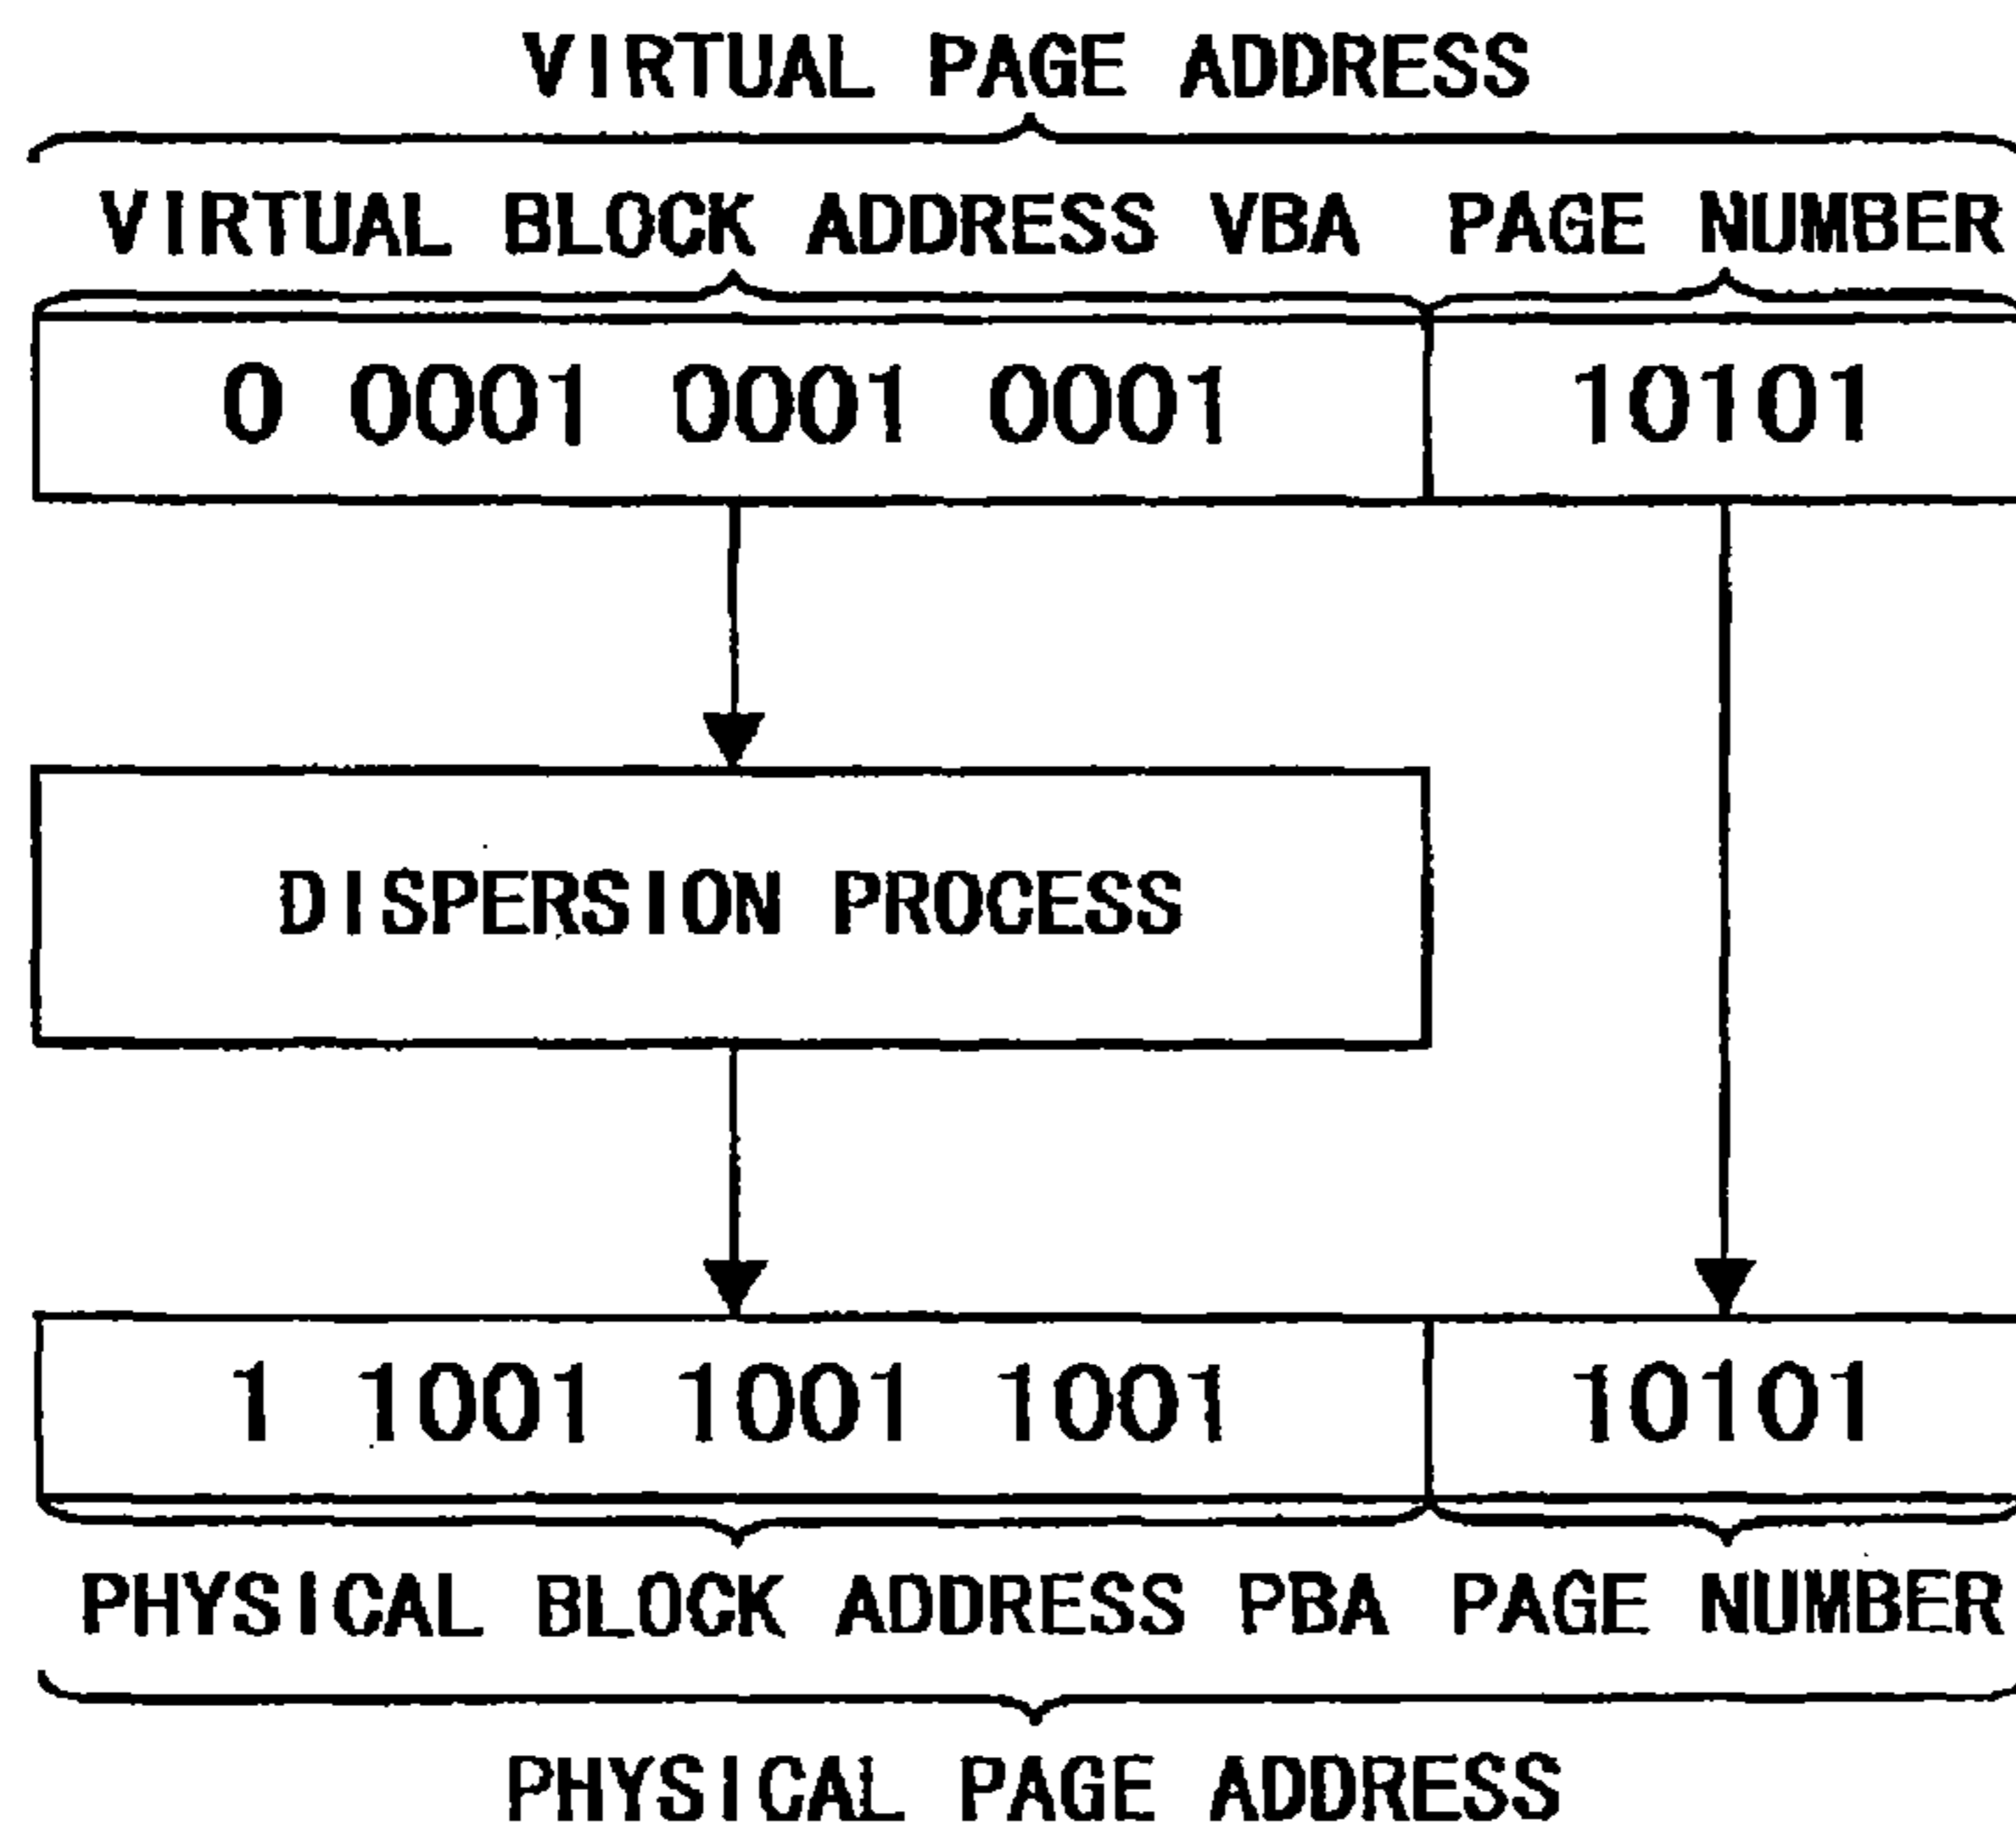 VIRTUAL PAGE ADDRESS
VIRTUAL BLOCK ADDRESS VBA PAGE NUMBER
0 0001 0001 0001 10101
DISPERSION PROCESS
1 1001 1001 1001 10101
PHYSICAL BLOCK ADDRESS PBA PAGE NUMBER
PHYSICAL PAGE ADDRESS